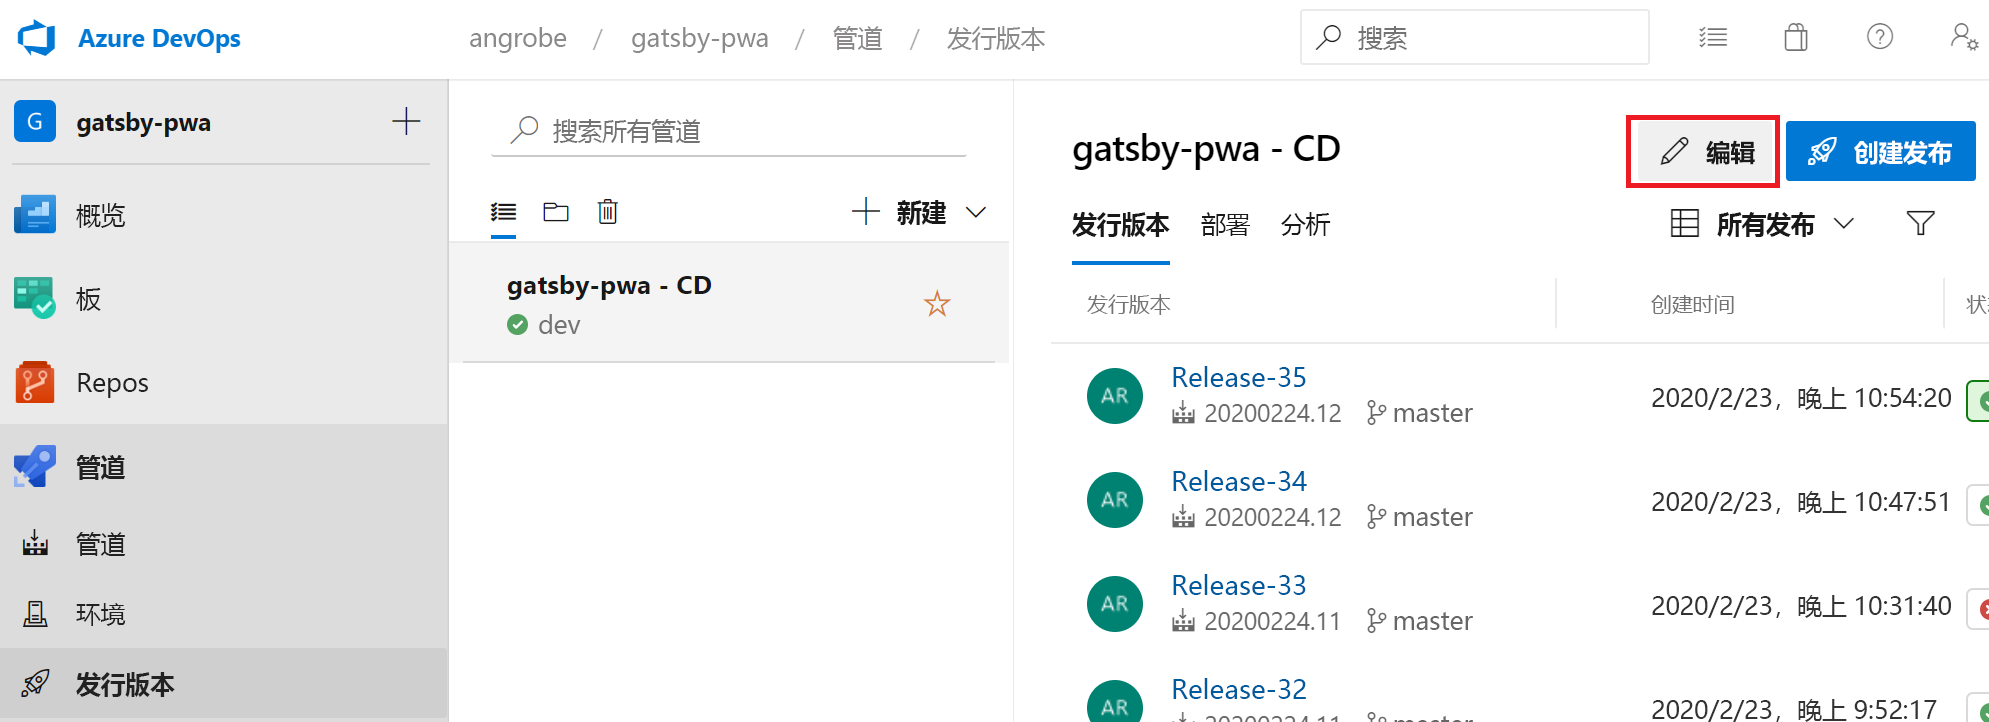 Azure DevOps
angrobe / gatsby-pwa / 管道 / 发行版本
搜索
G gatsby-pwa
概览
板
Repos
管道
管道
环境
发行版本
搜索所有管道
新建
gatsby-pwa - CD
dev
gatsby-pwa - CD
编辑
创建发布
发行版本 部署 分析
所有发布
发行版本 创建时间
AR Release-35 2020/2/23，晚上 10:54:20
20200224.12 master
AR Release-34 2020/2/23，晚上 10:47:51
20200224.12 master
AR Release-33 2020/2/23，晚上 10:31:40
20200224.11 master
AR Release-32 2020/2/23，晚上 9:52:17
20200224.11 master